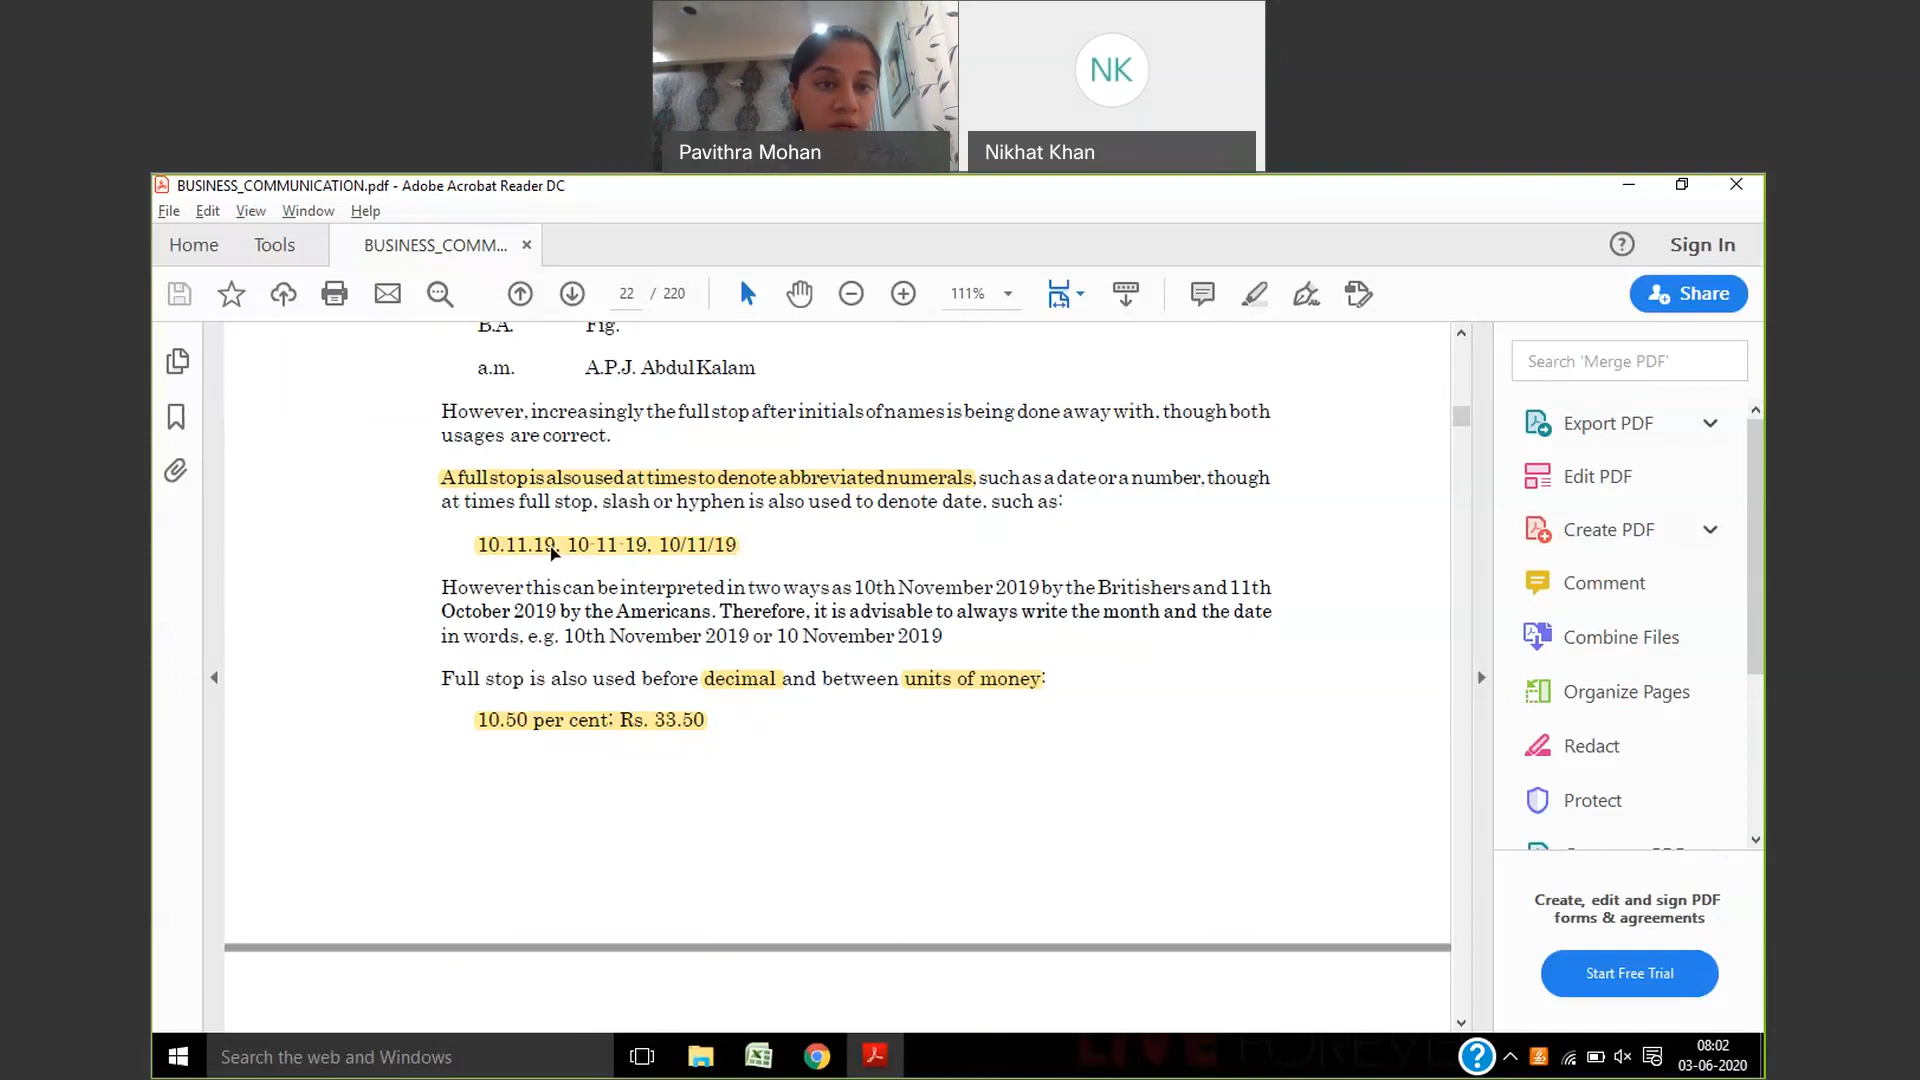 NK
Pavithra Mohan
Nikhat Khan
BUSINESS_COMMUNICATION.pdf - Adobe Acrobat Reader DC
File Edit View Window Help
Home Tools BUSINESS_COMM... × Sign In
22 / 220 111% Share
B.A. Fig.
a.m. A.P.J. Abdul Kalam
However, increasingly the full stop after initials of names is being done away with, though both
usages are correct.
A full stop is also used at times to denote abbreviated numerals, such as a date or a number, though
at times full stop, slash or hyphen is also used to denote date, such as:
10.11.19, 10-11-19, 10/11/19
However this can be interpreted in two ways as 10th November 2019 by the Britishers and 11th
October 2019 by the Americans. Therefore, it is advisable to always write the month and the date
in words, e.g. 10th November 2019 or 10 November 2019
Full stop is also used before decimal and between units of money:
10.50 per cent: Rs. 33.50
Search 'Merge PDF'
Export PDF
Edit PDF
Create PDF
Comment
Combine Files
Organize Pages
Redact
Protect
Create, edit and sign PDF
forms & agreements
Start Free Trial
Search the web and Windows
LIVE FOREVE
08:02
03-06-2020